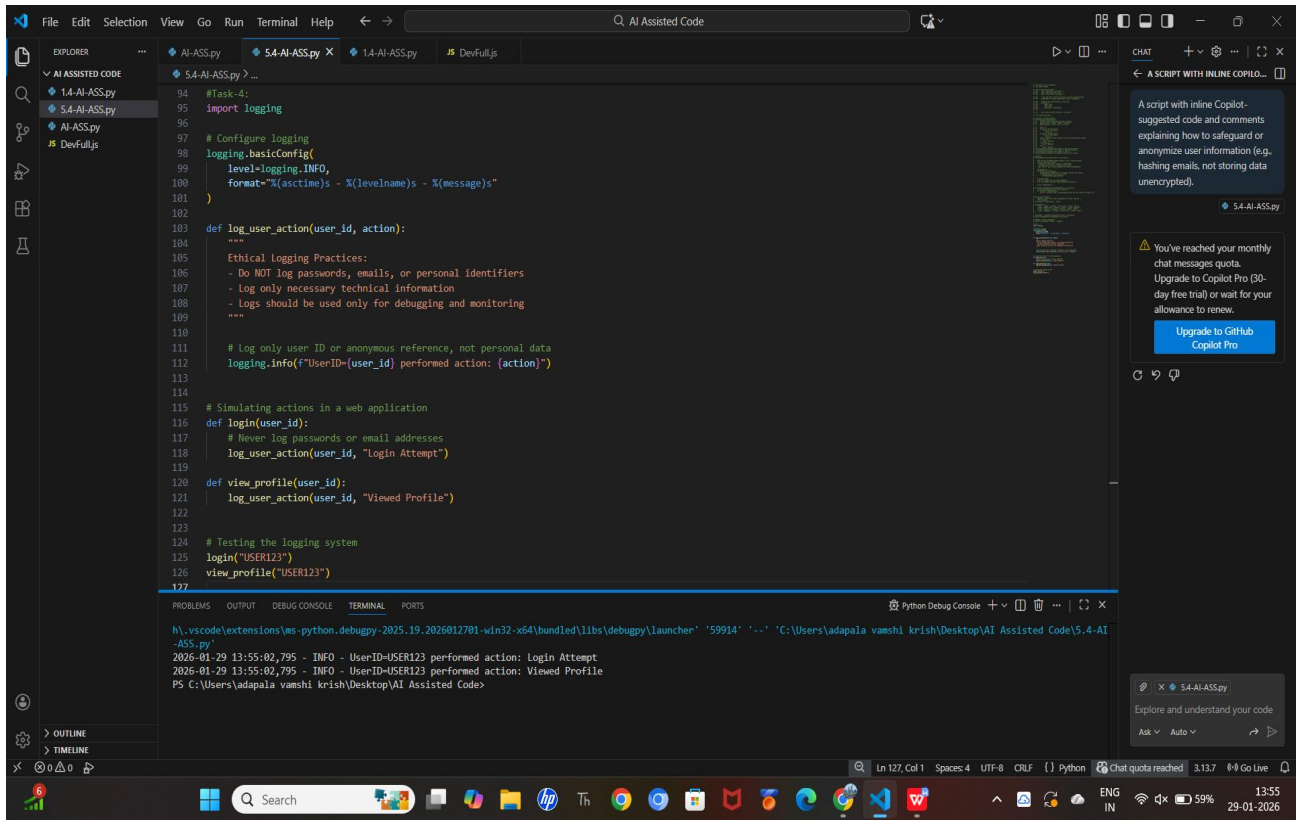 File Edit Selection View Go Run Terminal Help
AI Assisted Code
EXPLORER
AI ASSISTED CODE
1.4-AI-ASS.py
5.4-AI-ASS.py
AI-ASS.py
JS DevFull.js
OUTLINE
TIMELINE
AI-ASS.py
5.4-AI-ASS.py
1.4-AI-ASS.py
JS DevFull.js
5.4-AI-ASS.py > ...
94 #Task-4:
95 import logging
96
97 # Configure logging
98 logging.basicConfig(
99     level=logging.INFO,
100     format="%(asctime)s - %(levelname)s - %(message)s"
101 )
102
103 def log_user_action(user_id, action):
104     """
105     Ethical Logging Practices:
106     - Do NOT log passwords, emails, or personal identifiers
107     - Log only necessary technical information
108     - Logs should be used only for debugging and monitoring
109     """
110
111     # Log only user ID or anonymous reference, not personal data
112     logging.info(f"UserID={user_id} performed action: {action}")
113
114
115 # Simulating actions in a web application
116 def login(user_id):
117     # Never log passwords or email addresses
118     log_user_action(user_id, "Login Attempt")
119
120 def view_profile(user_id):
121     log_user_action(user_id, "Viewed Profile")
122
123
124 # Testing the logging system
125 login("USER123")
126 view_profile("USER123")
127
PROBLEMS OUTPUT DEBUG CONSOLE TERMINAL PORTS
Python Debug Console
h\.vscode\extensions\ms-python.debugpy-2025.19.2026012701-win32-x64\bundled\libs\debugpy\launcher' '59914' '--' 'C:\Users\adapala vamshi krish\Desktop\AI Assisted Code\5.4-AI
-ASS.py'
2026-01-29 13:55:02,795 - INFO - UserID=USER123 performed action: Login Attempt
2026-01-29 13:55:02,795 - INFO - UserID=USER123 performed action: Viewed Profile
PS C:\Users\adapala vamshi krish\Desktop\AI Assisted Code>
CHAT
A SCRIPT WITH INLINE COPILO...
A script with inline Copilot-
suggested code and comments
explaining how to safeguard or
anonymize user information (e.g.,
hashing emails, not storing data
unencrypted).
5.4-AI-ASS.py
You've reached your monthly
chat messages quota.
Upgrade to Copilot Pro (30-
day free trial) or wait for your
allowance to renew.
Upgrade to GitHub
Copilot Pro
5.4-AI-ASS.py
Explore and understand your code
Ask Auto
0 0
Ln 127, Col 1 Spaces: 4 UTF-8 CRLF {} Python Chat quota reached 3.13.7 Go Live
6
Search
hp
Th
W
ENG
IN
59%
13:55
29-01-2026